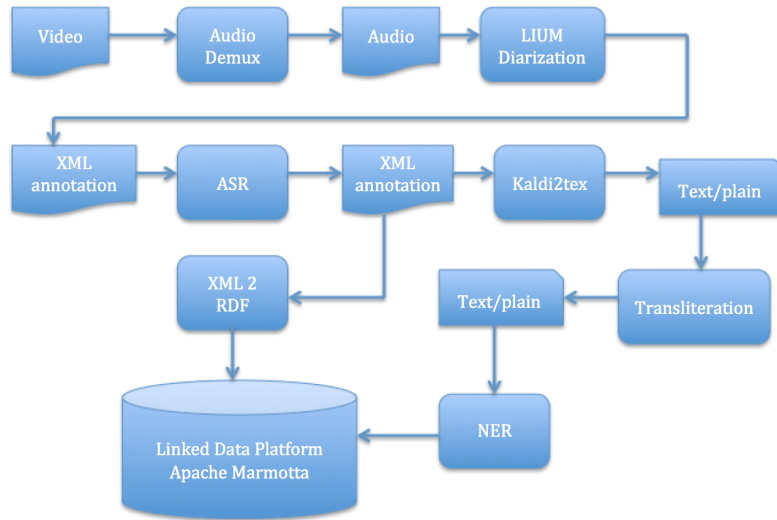 Video
Audio
Demux
Audio
LIUM
Diarization
XML
annotation
ASR
XML
annotation
Kaldi2tex
Text/plain
XML 2
RDF
Text/plain
Transliteration
NER
Linked Data Platform
Apache Marmotta